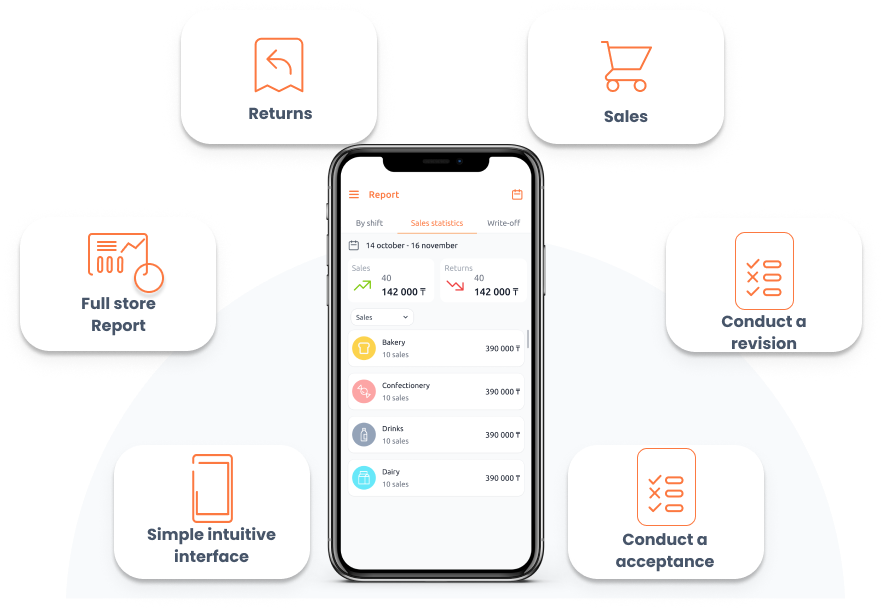 Returns
Sales
Full store
Report
Conduct a
revision
Simple intuitive
interface
Conduct a
acceptance
Report
By shift Sales statistics Write-off
14 october - 16 november
Sales Returns
40 40
142 000 ₸ 142 000 ₸
Sales
Bakery
10 sales
390 000 ₸
Confectionery
10 sales
390 000 ₸
Drinks
10 sales
390 000 ₸
Dairy
10 sales
390 000 ₸